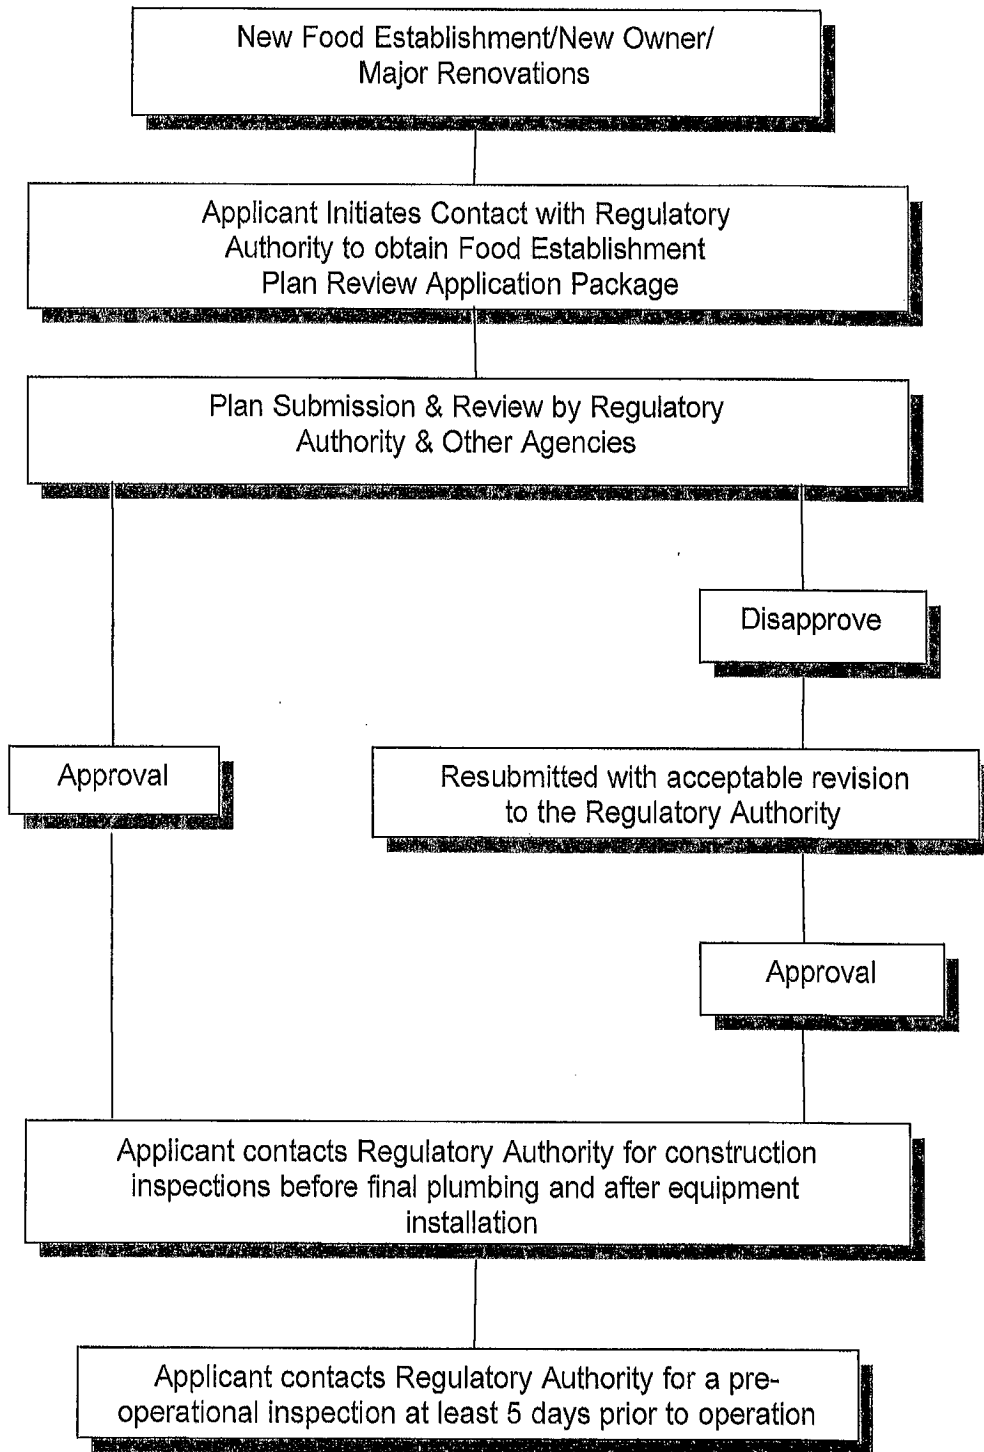 New Food Establishment/New Owner/
Major Renovations
Applicant Initiates Contact with Regulatory
Authority to obtain Food Establishment
Plan Review Application Package
Plan Submission & Review by Regulatory
Authority & Other Agencies
Disapprove
Approval
Resubmitted with acceptable revision
to the Regulatory Authority
Approval
Applicant contacts Regulatory Authority for construction
inspections before final plumbing and after equipment
installation
Applicant contacts Regulatory Authority for a pre-
operational inspection at least 5 days prior to operation